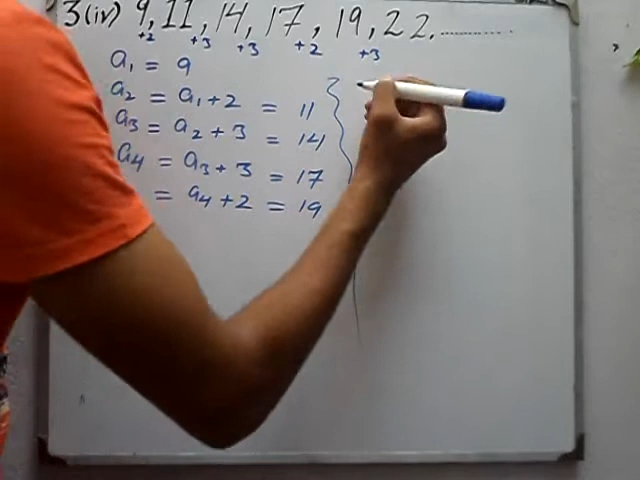 3(iv) 9, 11, 14, 17, 19, 22, ............
+2 +3 +3 +2 +3
a₁ = 9
a₂ = a₁ + 2 = 11
a₃ = a₂ + 3 = 14
a₄ = a₃ + 3 = 17
= a₄ + 2 = 19